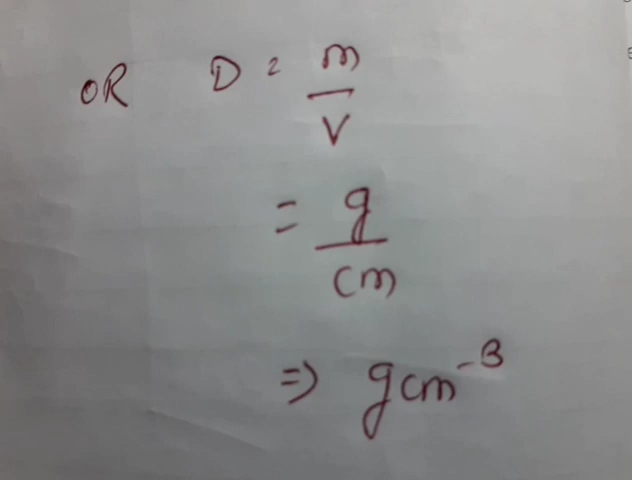 OR D = m/V
= g/cm
⇒ gcm⁻³